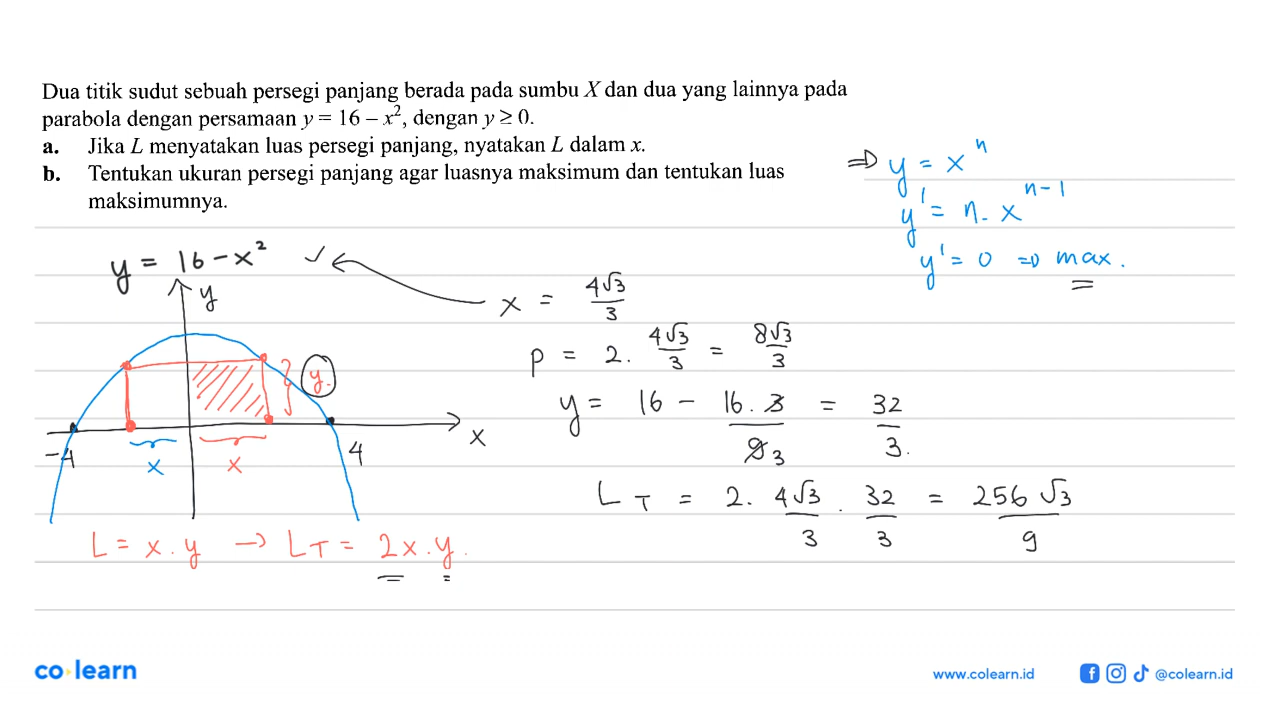 Dua titik sudut sebuah persegi panjang berada pada sumbu X dan dua yang lainnya pada
parabola dengan persamaan y = 16 – x², dengan y ≥ 0.
a. Jika L menyatakan luas persegi panjang, nyatakan L dalam x.
b. Tentukan ukuran persegi panjang agar luasnya maksimum dan tentukan luas
maksimumnya.
⇒ y = xⁿ
y' = n. xⁿ⁻¹
y' = 0 ⇒ max.
y = 16 - x² ✓
y
x = 4√3/3
p = 2. 4√3/3 = 8√3/3
y.
y = 16 - 16.3/9 3 = 32/3.
-4 x x 4 x
L_T = 2. 4√3/3 . 32/3 = 256√3/9
L = x.y → L_T = 2x.y.
co learn
www.colearn.id
@colearn.id